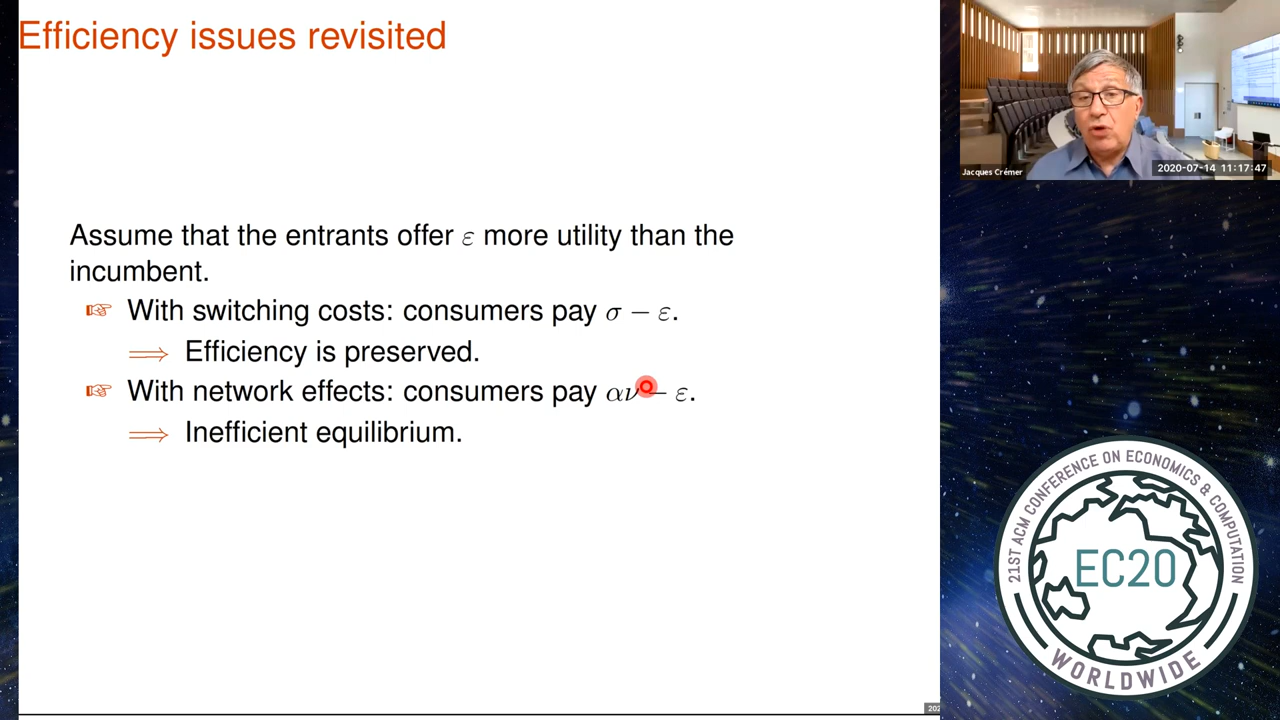 Efficiency issues revisited
Assume that the entrants offer ε more utility than the
incumbent.
☞ With switching costs: consumers pay σ − ε.
⟹ Efficiency is preserved.
☞ With network effects: consumers pay αν − ε.
⟹ Inefficient equilibrium.
Jacques Crémer
2020-07-14 11:17:47
21ST ACM CONFERENCE ON ECONOMICS & COMPUTATION
EC20
WORLDWIDE